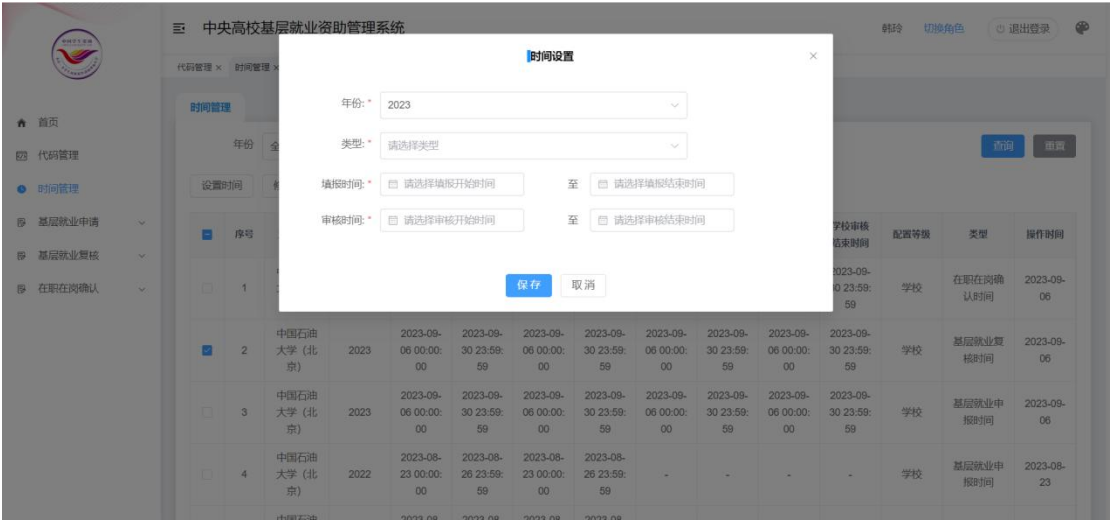 中央高校基层就业资助管理系统
韩玲 切换角色 退出登录
代码管理 × 时间管理 ×
时间设置 ×
时间管理
年份: * 2023
首页
年份 全
类型: * 请选择类型
查询 重置
代码管理
时间管理
设置时间
填报时间: * 请选择填报开始时间 至 请选择填报结束时间
审核时间: * 请选择审核开始时间 至 请选择审核结束时间
基层就业申请
基层就业复核
在职在岗确认
保存 取消
序号 学校审核结束时间 配置等级 类型 操作时间
1 2023-09-30 23:59:59 学校 在职在岗确认时间 2023-09-06
2 中国石油大学（北京） 2023 2023-09-06 00:00:00 2023-09-30 23:59:59 2023-09-06 00:00:00 2023-09-30 23:59:59 2023-09-06 00:00:00 2023-09-30 23:59:59 2023-09-06 00:00:00 2023-09-30 23:59:59 学校 基层就业复核时间 2023-09-06
3 中国石油大学（北京） 2023 2023-09-06 00:00:00 2023-09-30 23:59:59 2023-09-06 00:00:00 2023-09-30 23:59:59 2023-09-06 00:00:00 2023-09-30 23:59:59 2023-09-06 00:00:00 2023-09-30 23:59:59 学校 基层就业申报时间 2023-09-06
4 中国石油大学（北京） 2022 2023-08-23 00:00:00 2023-08-26 23:59:59 2023-08-23 00:00:00 2023-08-26 23:59:59 - - - - 学校 基层就业申报时间 2023-08-23
中国石油 2023-08- 2023-08- 2023-08- 2023-08-